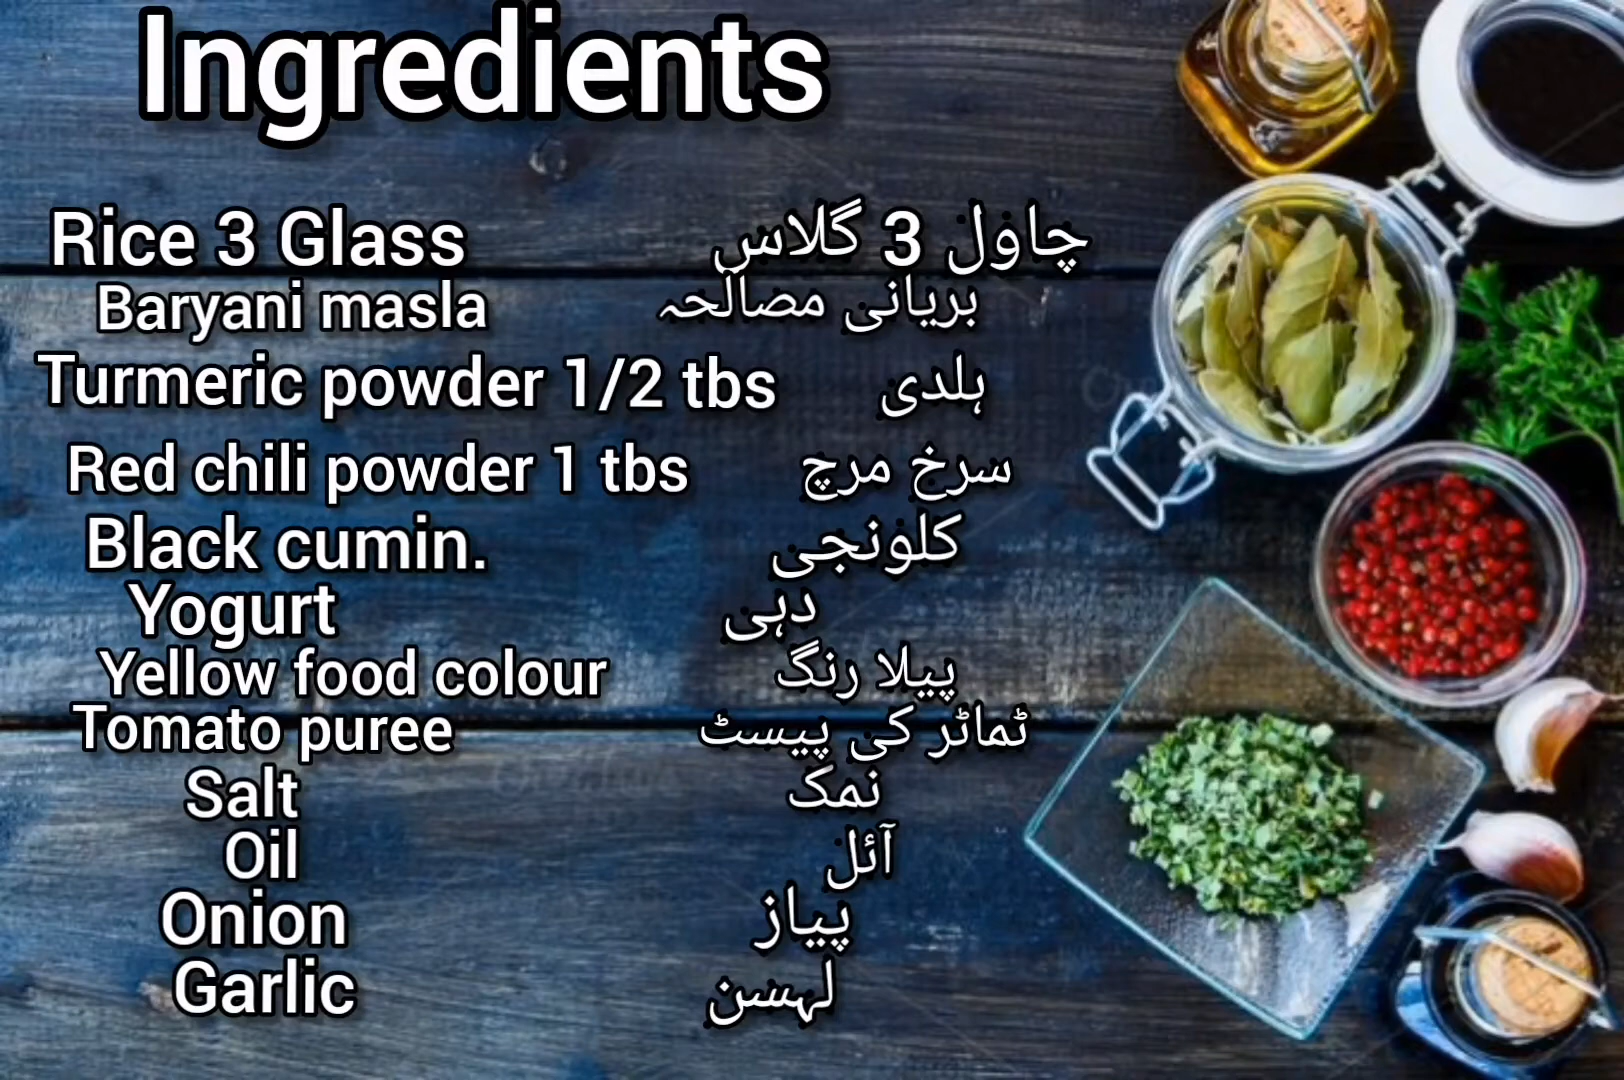 Ingredients
Rice 3 Glass چاول 3 گلاس
Baryani masla بریانی مصالحہ
Turmeric powder 1/2 tbs ہلدی
Red chili powder 1 tbs سرخ مرچ
Black cumin. کلونجی
Yogurt دہی
Yellow food colour پیلا رنگ
Tomato puree ٹماٹر کی پیسٹ
Salt نمک
Oil آئل
Onion پیاز
Garlic لہسن